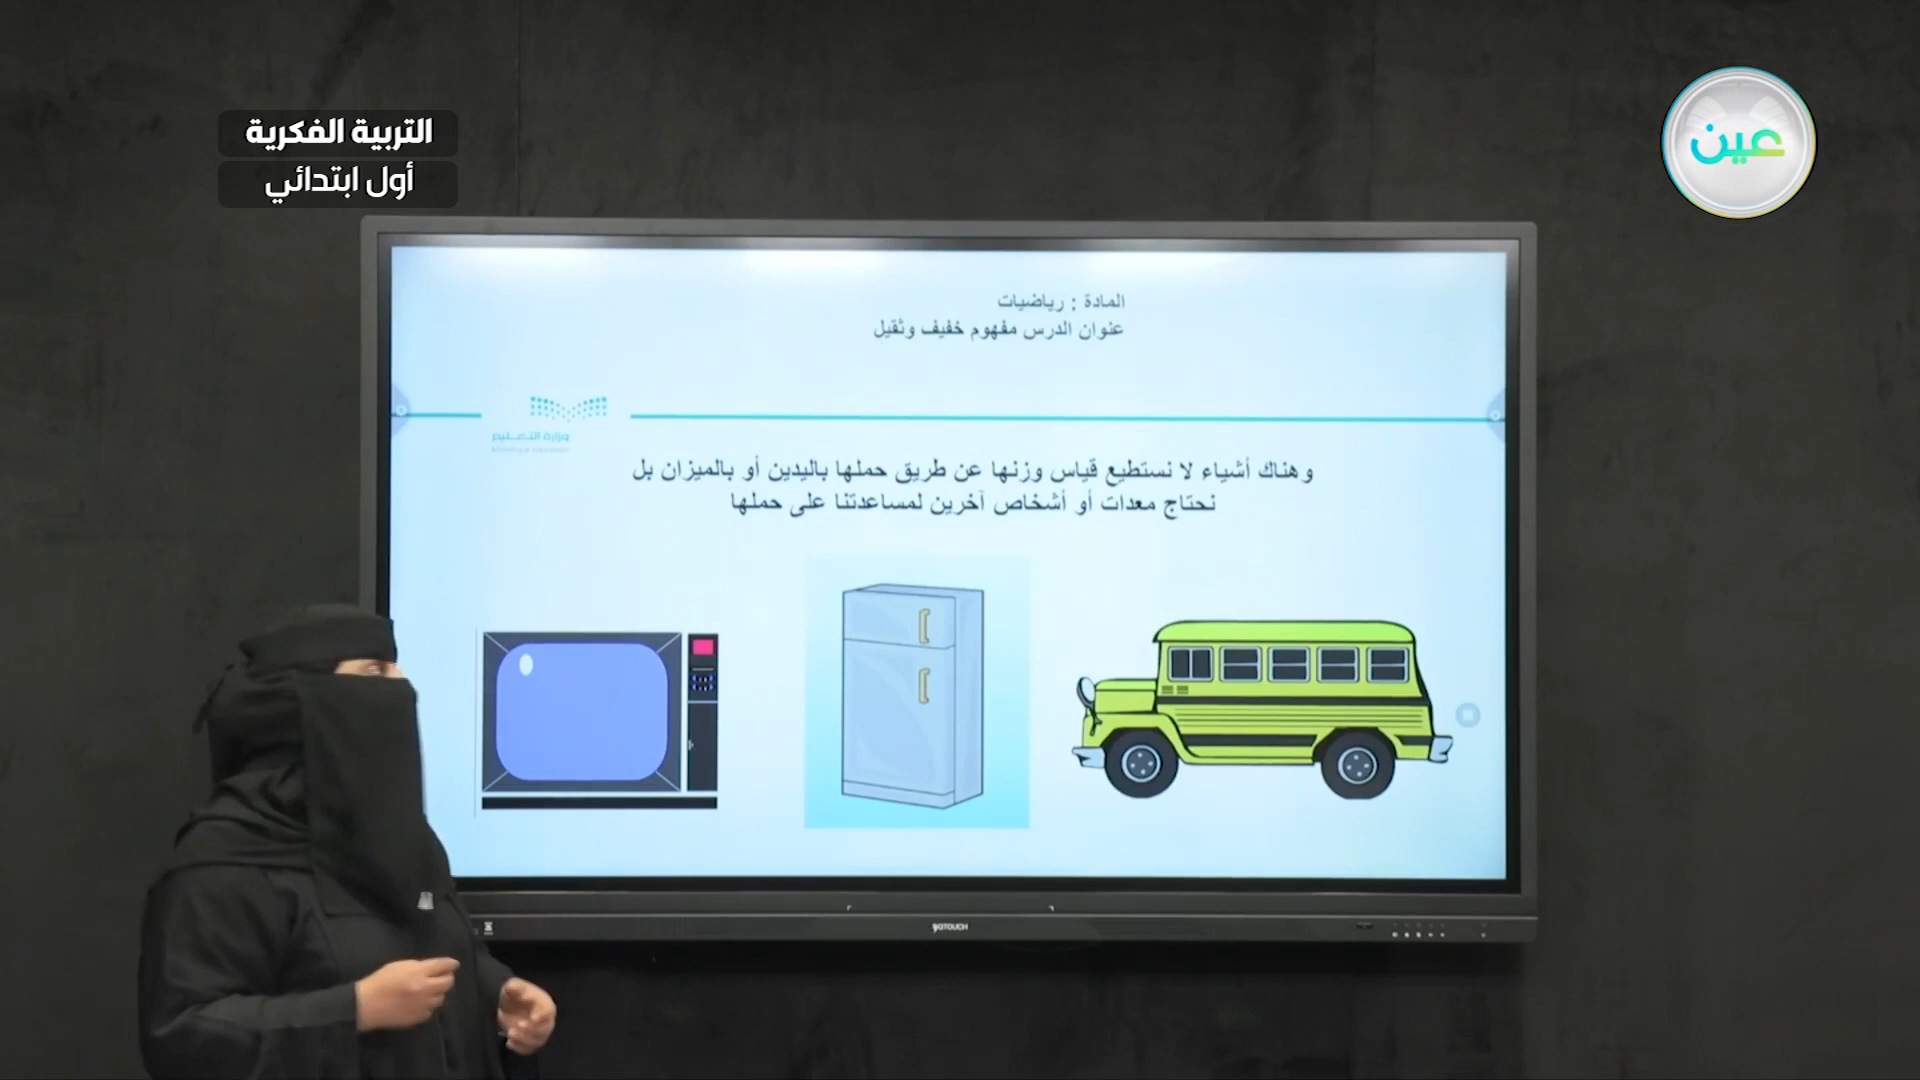 التربية الفكرية
أول ابتدائي
عين
المادة : رياضيات
عنوان الدرس مفهوم خفيف وثقيل
وزارة التعليم
وهناك أشياء لا نستطيع قياس وزنها عن طريق حملها باليدين أو بالميزان بل
نحتاج معدات أو أشخاص آخرين لمساعدتنا على حملها